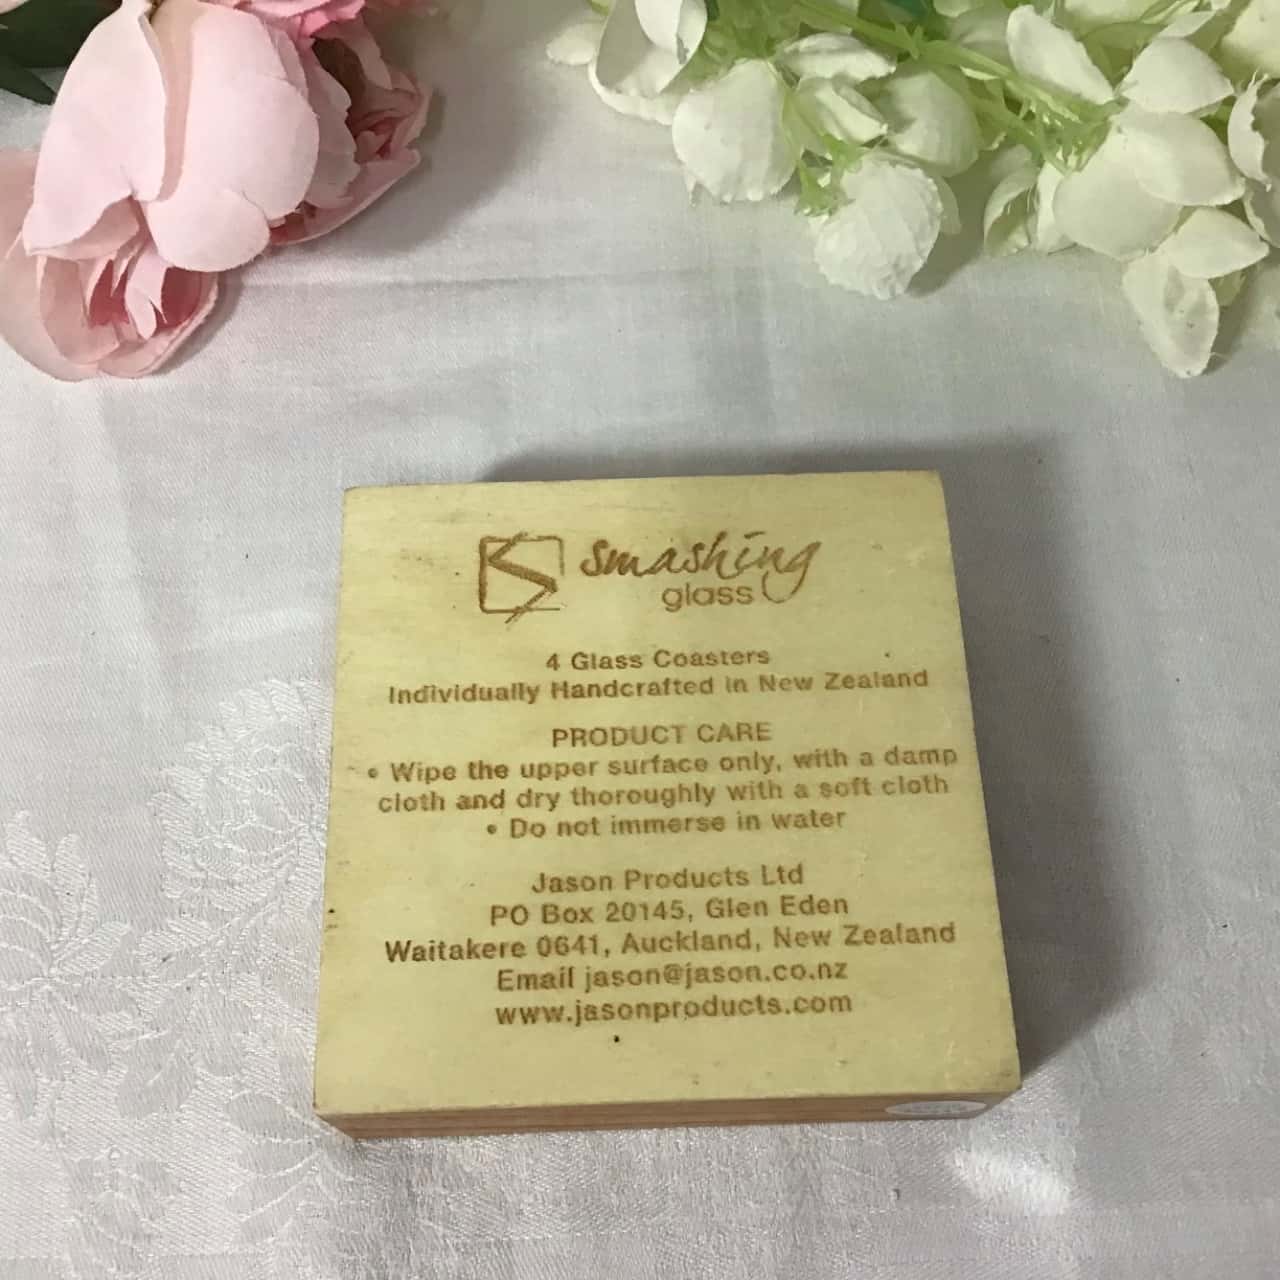 smashing
glass
4 Glass Coasters
Individually Handcrafted in New Zealand
PRODUCT CARE
• Wipe the upper surface only, with a damp
cloth and dry thoroughly with a soft cloth
• Do not immerse in water
Jason Products Ltd
PO Box 20145, Glen Eden
Waitakere 0641, Auckland, New Zealand
Email jason@jason.co.nz
www.jasonproducts.com